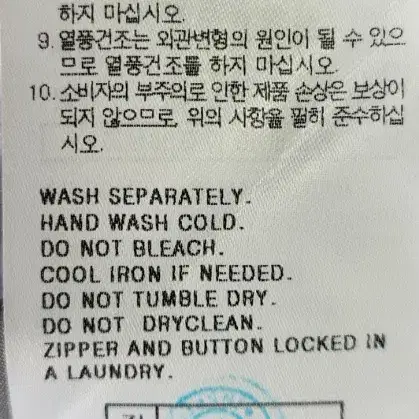 하지 마십시오.
9. 열풍건조는 외관변형의 원인이 될 수 있으
므로 열풍건조를 하지 마십시오.
10. 소비자의 부주의로 인한 제품 손상은 보상이
되지 않으므로, 위의 사항을 필히 준수하십
시오.
WASH SEPARATELY.
HAND WASH COLD.
DO NOT BLEACH.
COOL IRON IF NEEDED.
DO NOT TUMBLE DRY.
DO NOT DRYCLEAN.
ZIPPER AND BUTTON LOCKED IN
A LAUNDRY.